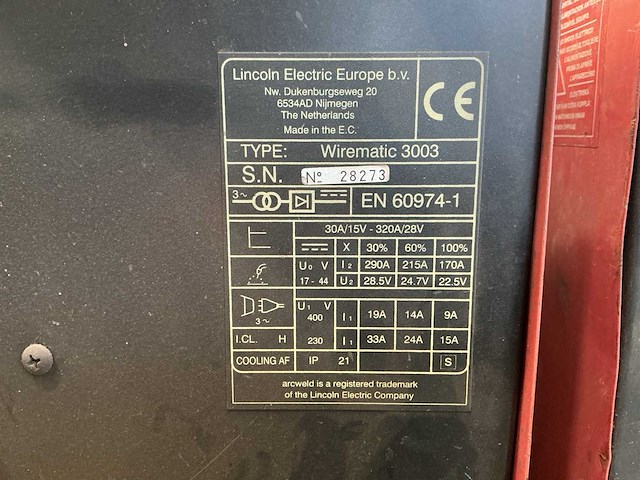 Lincoln Electric Europe b.v.
Nw. Dukenburgseweg 20
6534AD Nijmegen
The Netherlands
Made in the E.C.
CE
TYPE: Wirematic 3003
S.N. Nº 28273
3~ EN 60974-1
30A/15V - 320A/28V
X 30% 60% 100%
U₀ V I₂ 290A 215A 170A
17 - 44 U₂ 28.5V 24.7V 22.5V
3~ U₁ V 400 I₁ 19A 14A 9A
I.CL. H 230 I₁ 33A 24A 15A
COOLING AF IP 21 S
arcweld is a registered trademark
of the Lincoln Electric Company